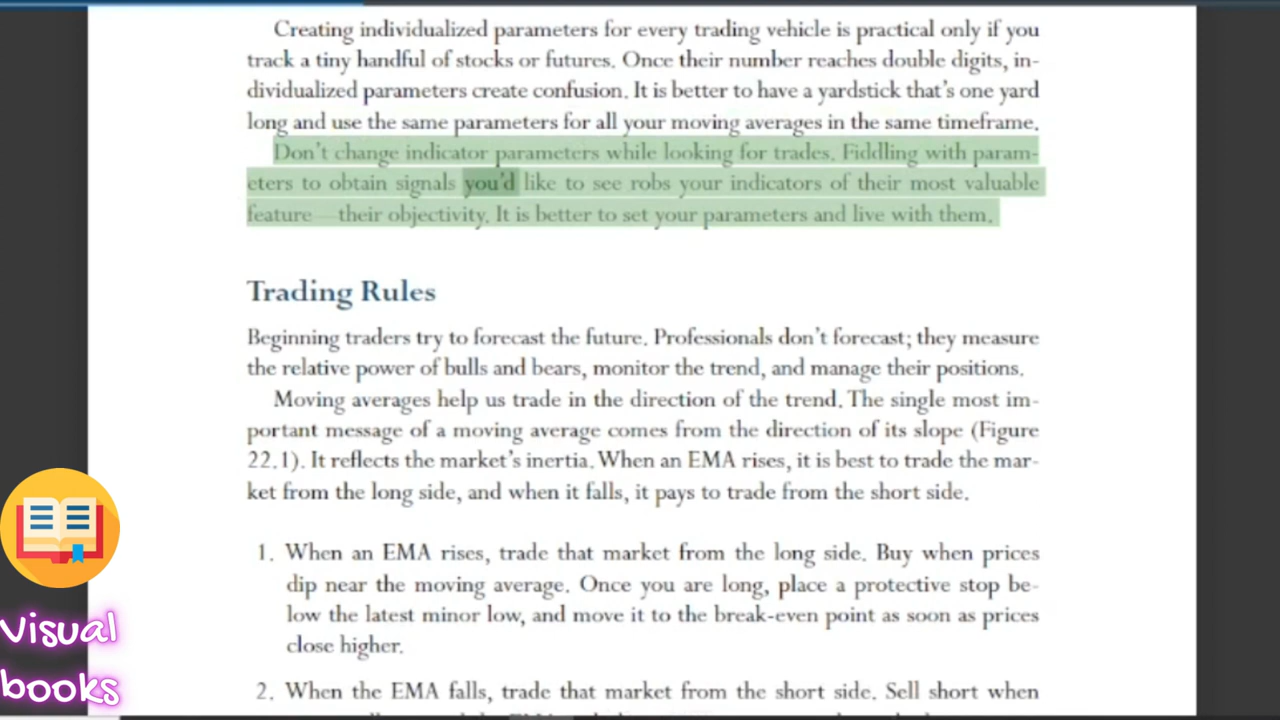 Creating individualized parameters for every trading vehicle is practical only if you
track a tiny handful of stocks or futures. Once their number reaches double digits, in-
dividualized parameters create confusion. It is better to have a yardstick that's one yard
long and use the same parameters for all your moving averages in the same timeframe.
Don't change indicator parameters while looking for trades. Fiddling with param-
eters to obtain signals you'd like to see robs your indicators of their most valuable
feature—their objectivity. It is better to set your parameters and live with them.
Trading Rules
Beginning traders try to forecast the future. Professionals don't forecast; they measure
the relative power of bulls and bears, monitor the trend, and manage their positions.
Moving averages help us trade in the direction of the trend. The single most im-
portant message of a moving average comes from the direction of its slope (Figure
22.1). It reflects the market's inertia. When an EMA rises, it is best to trade the mar-
ket from the long side, and when it falls, it pays to trade from the short side.
1. When an EMA rises, trade that market from the long side. Buy when prices
dip near the moving average. Once you are long, place a protective stop be-
low the latest minor low, and move it to the break-even point as soon as prices
close higher.
2. When the EMA falls, trade that market from the short side. Sell short when
Visual
books